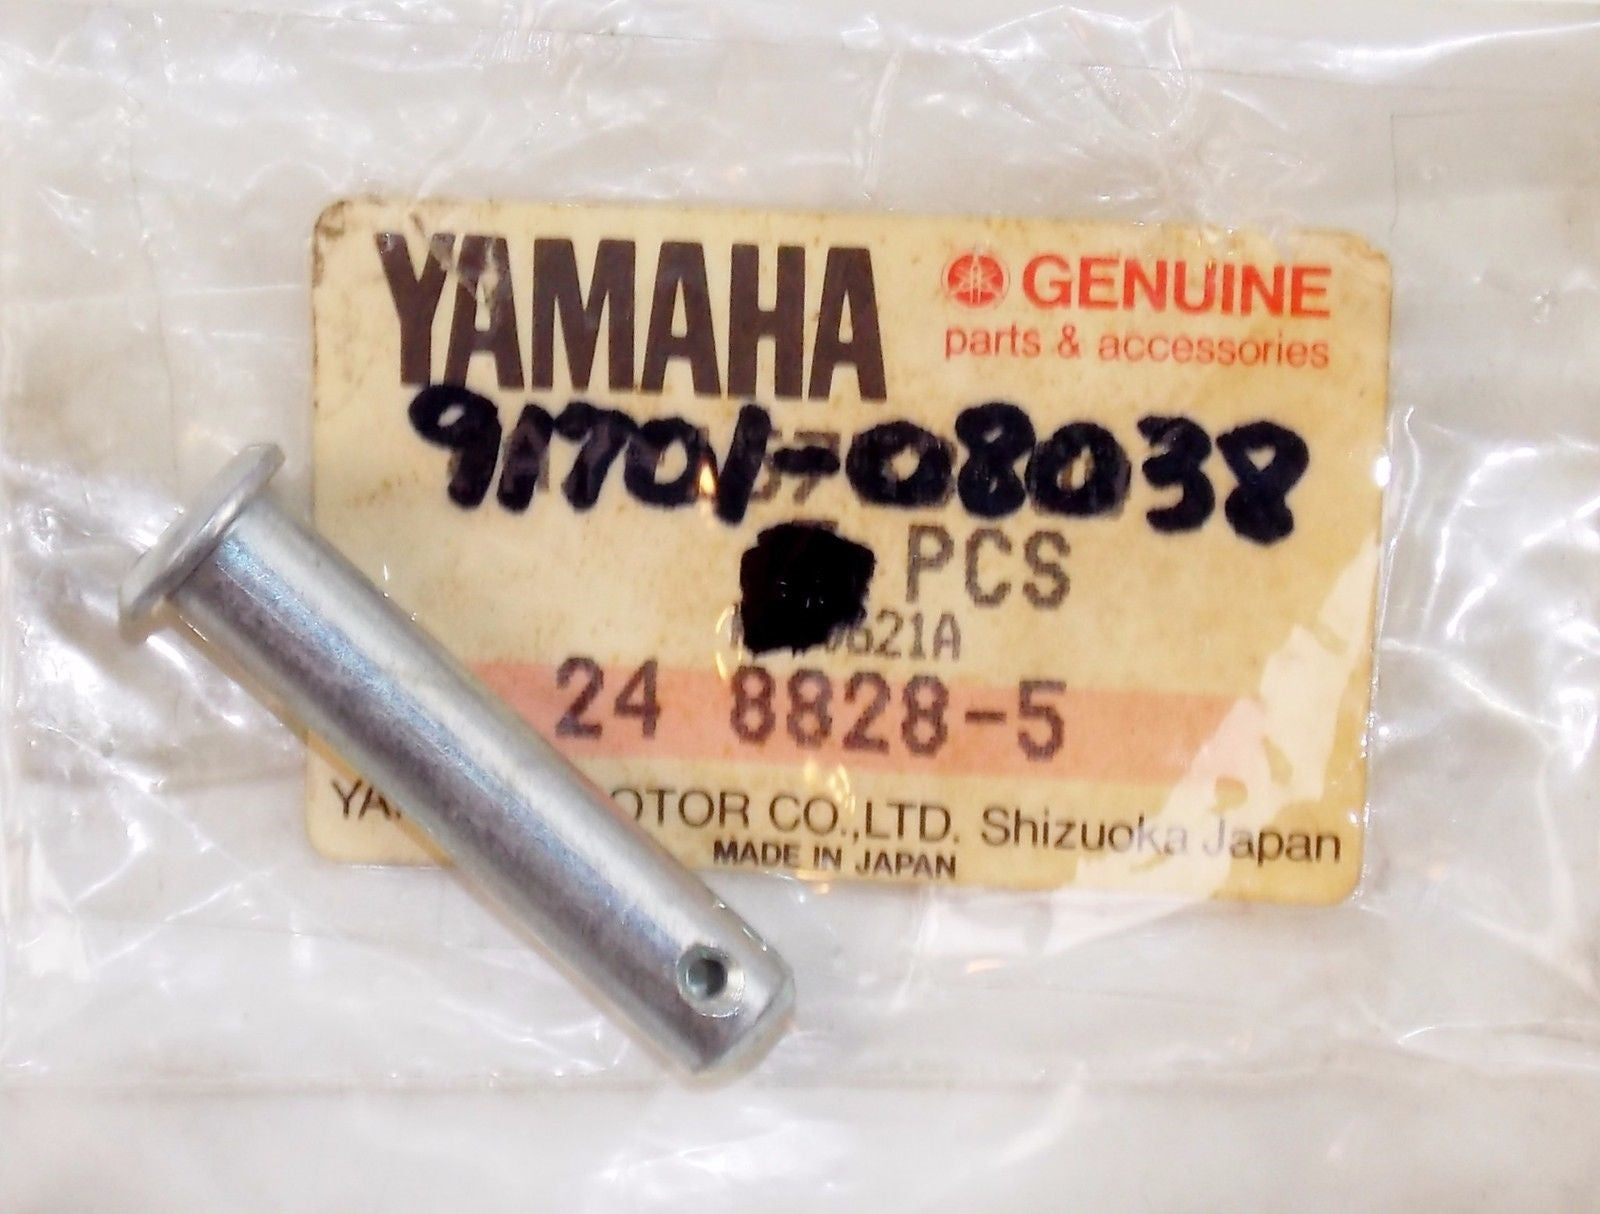 YAMAHA
GENUINE
parts & accessories
91701-08038
PCS
24 8828-5
OTOR CO.,LTD. Shizuoka Japan
MADE IN JAPAN